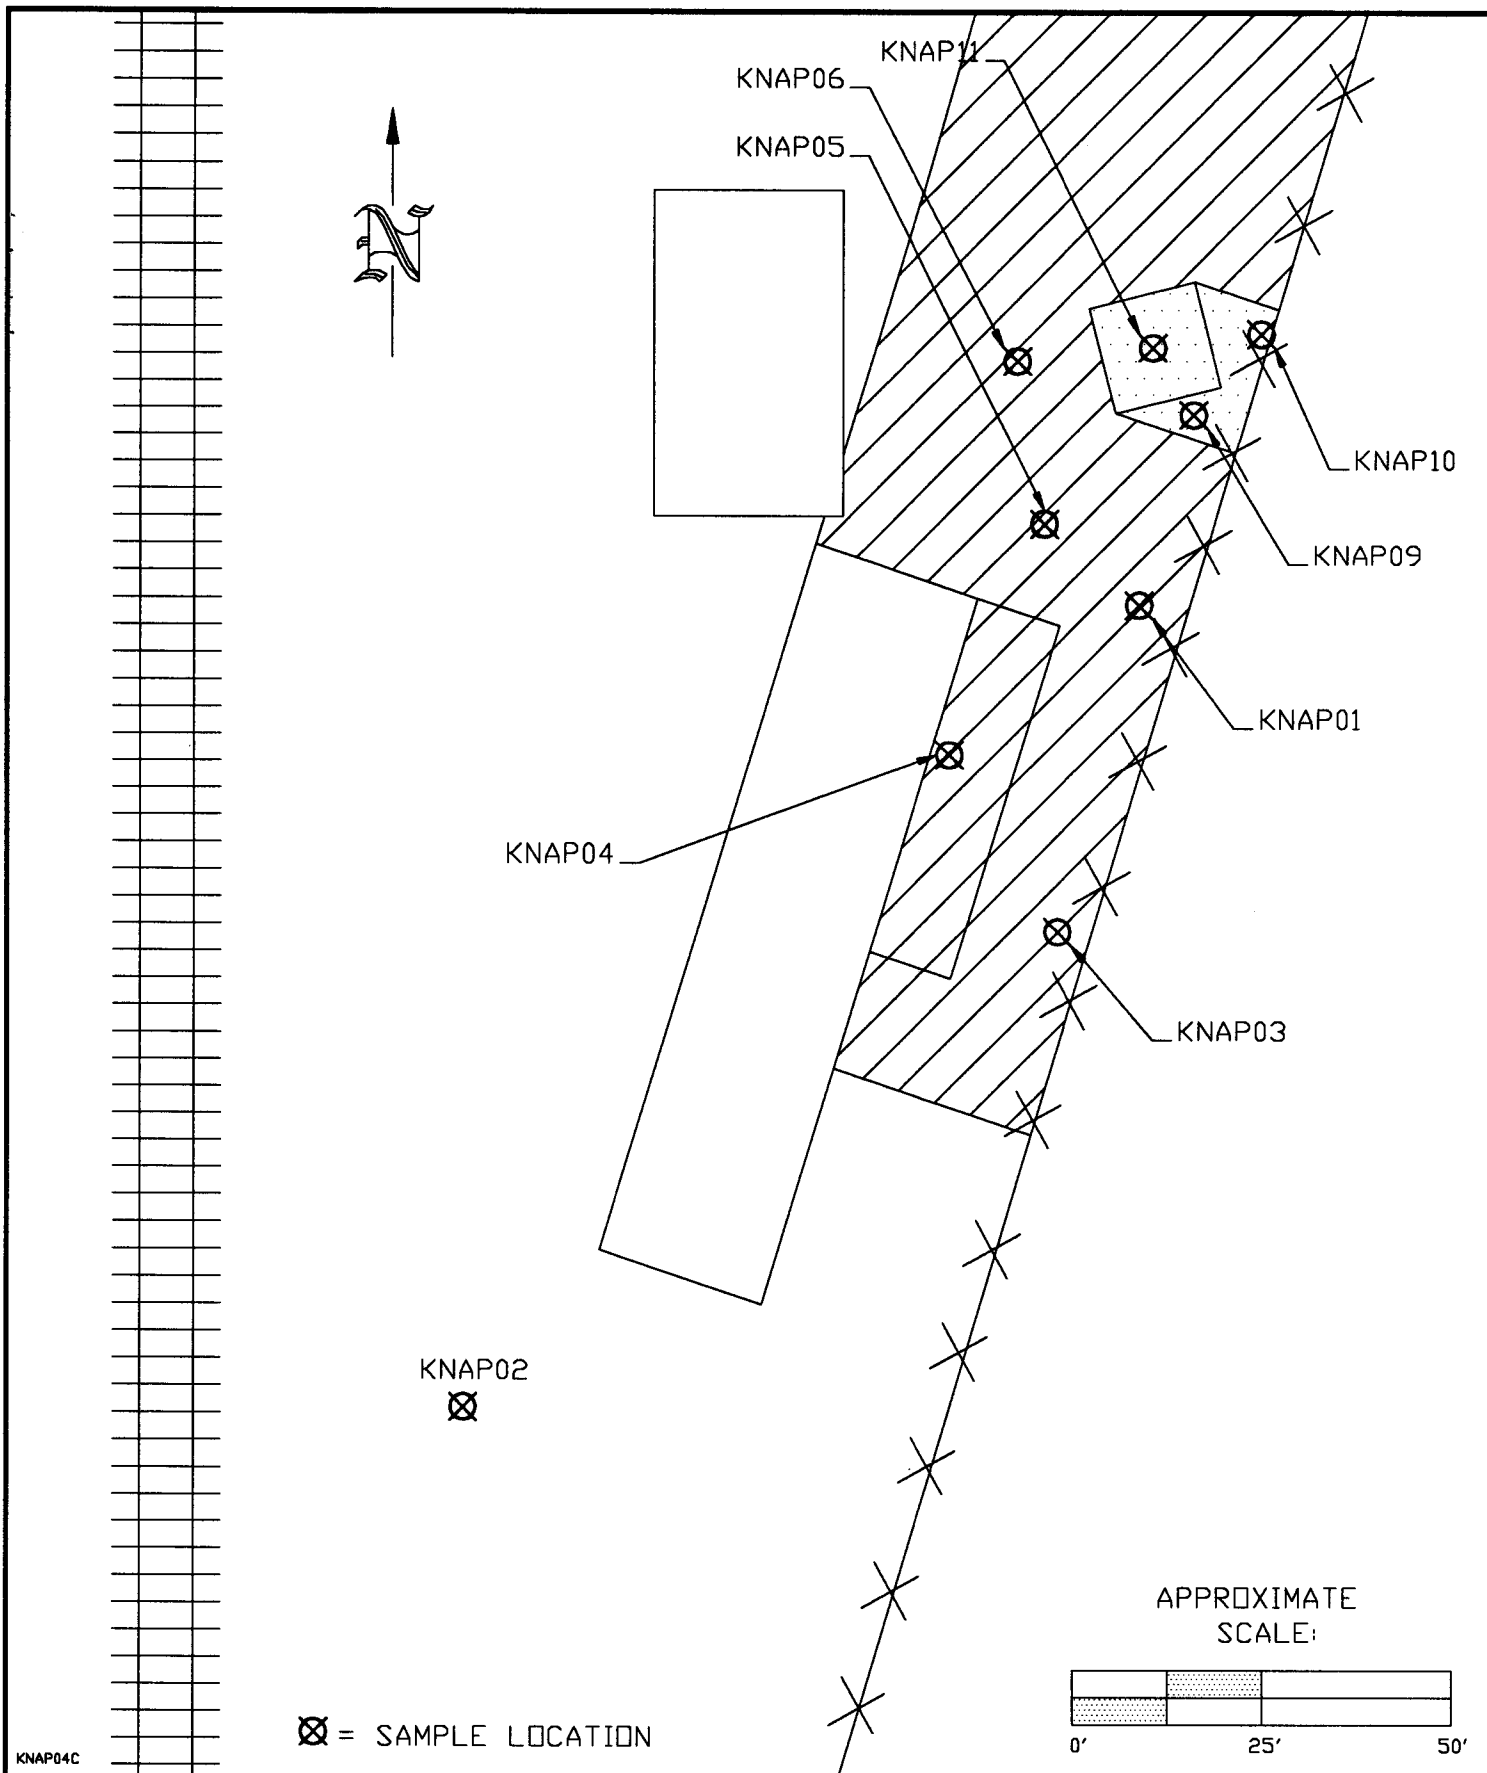 KNAP11
KNAP06
KNAP05
N
KNAP10
KNAP09
KNAP01
KNAP04
KNAP03
KNAP02
APPROXIMATE
SCALE:
0' 25' 50'
= SAMPLE LOCATION
KNAP04C